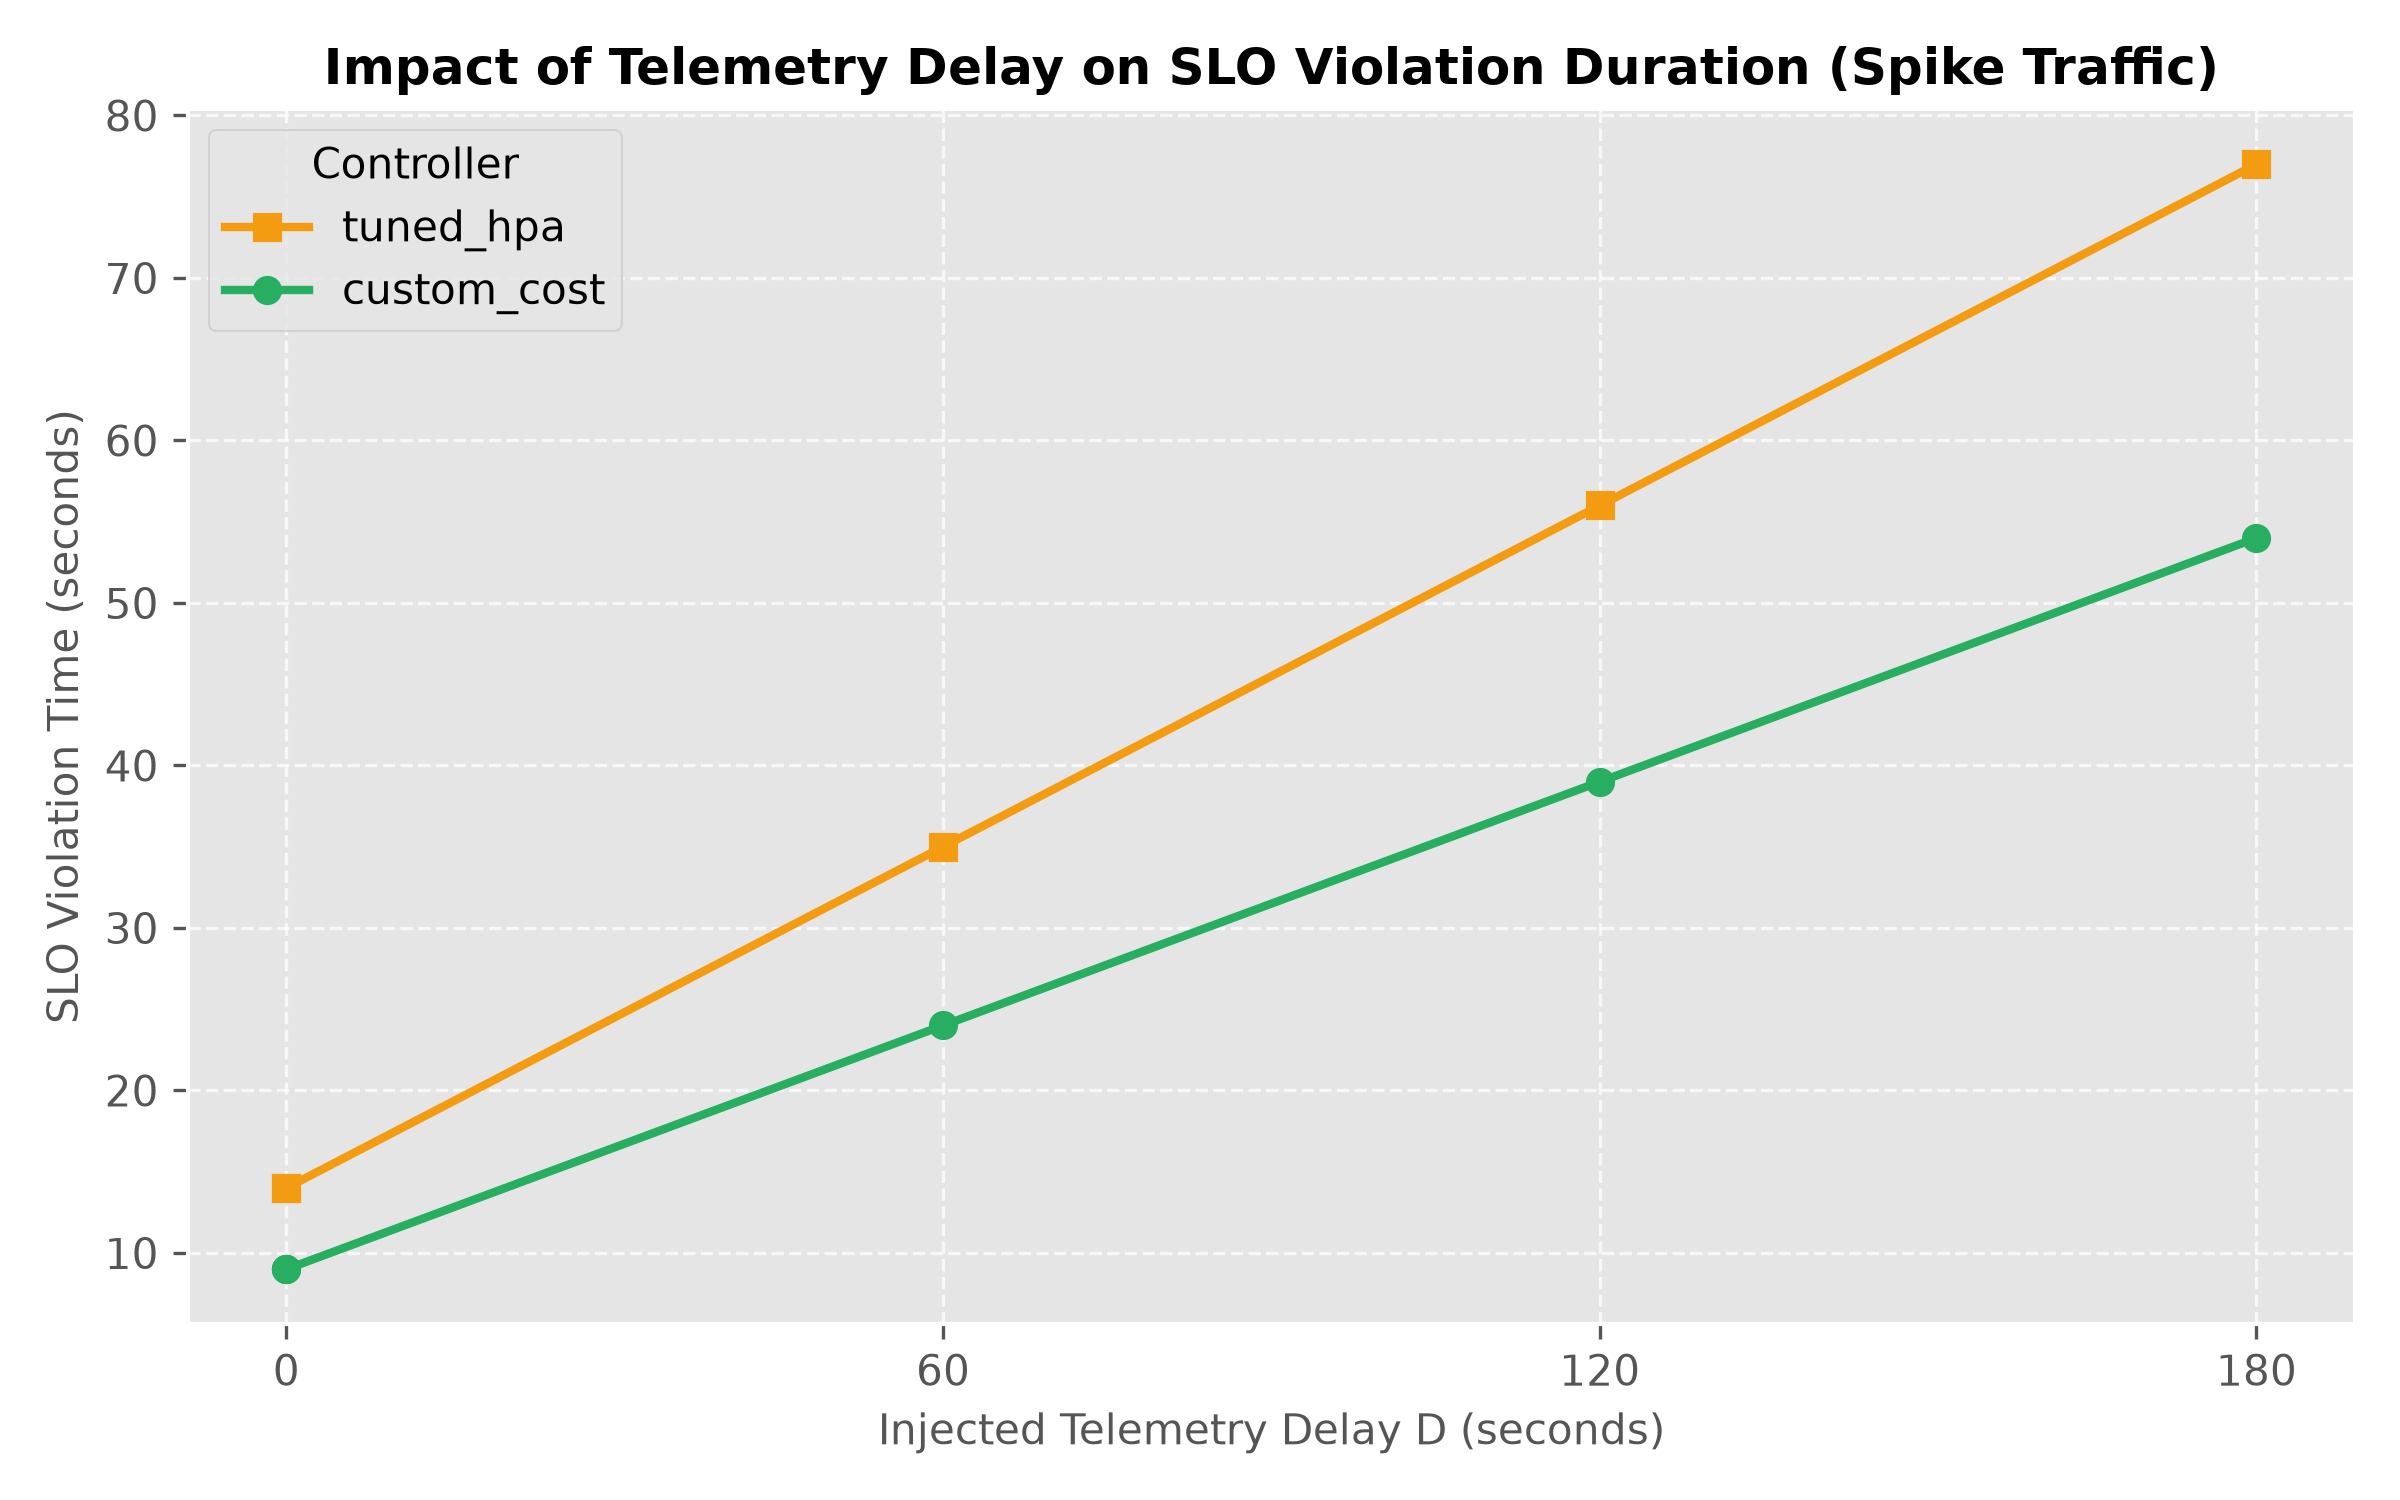 Impact of Telemetry Delay on SLO Violation Duration (Spike Traffic)
Controller
tuned_hpa
custom_cost
SLO Violation Time (seconds)
80
70
60
50
40
30
20
10
0 60 120 180
Injected Telemetry Delay D (seconds)